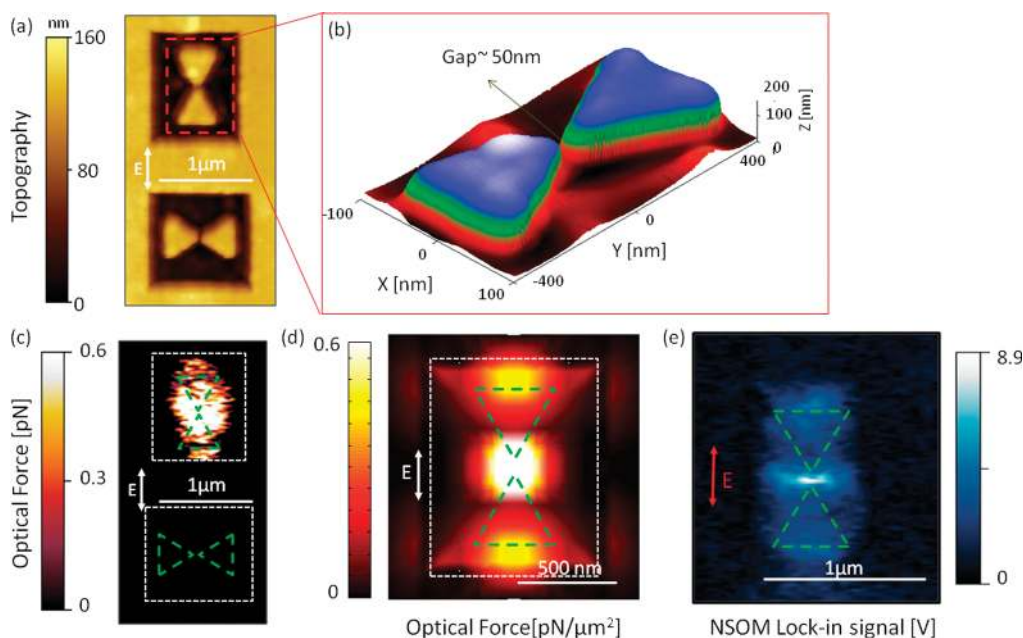 (a)
nm
160
80
0
Topography
E
1µm
(b)
Gap~ 50nm
200
100
0
Z [nm]
400
0
-400
Y [nm]
-100
0
100
X [nm]
(c)
0.6
0.3
0
Optical Force [pN]
E
1µm
(d)
0.6
0
E
500 nm
Optical Force[pN/µm²]
(e)
8.9
0
E
1µm
NSOM Lock-in signal [V]